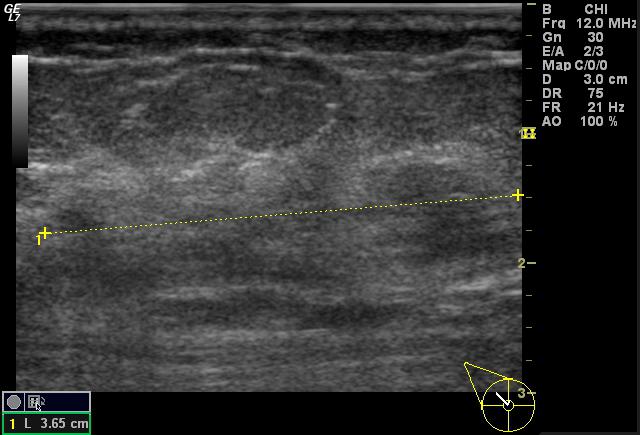 GE
L7
B CHI
Frq 12.0 MHz
Gn 30
E/A 2/3
Map C/0/0
D 3.0 cm
DR 75
FR 21 Hz
AO 100 %
1
2
3
1 L 3.65 cm